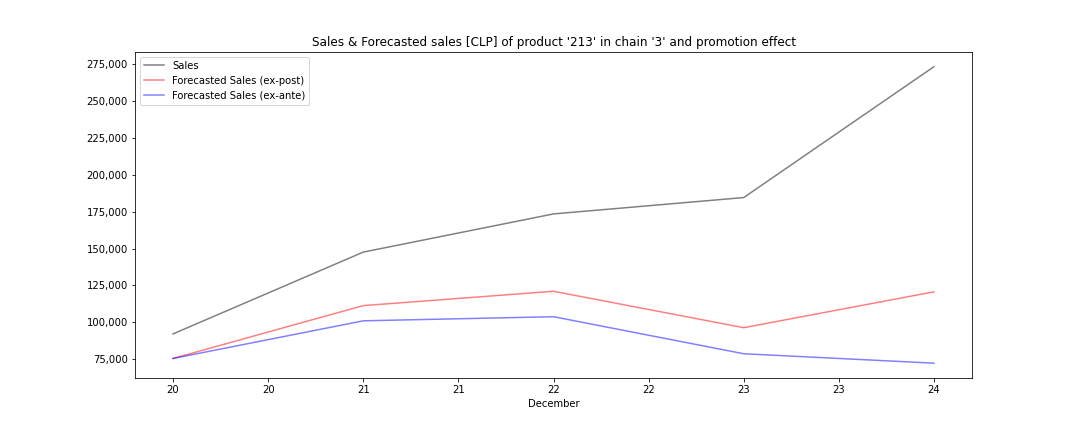 Sales & Forecasted sales [CLP] of product '213' in chain '3' and promotion effect
Sales
Forecasted Sales (ex-post)
Forecasted Sales (ex-ante)
275,000
250,000
225,000
200,000
175,000
150,000
125,000
100,000
75,000
20 20 21 21 22 22 23 23 24
December